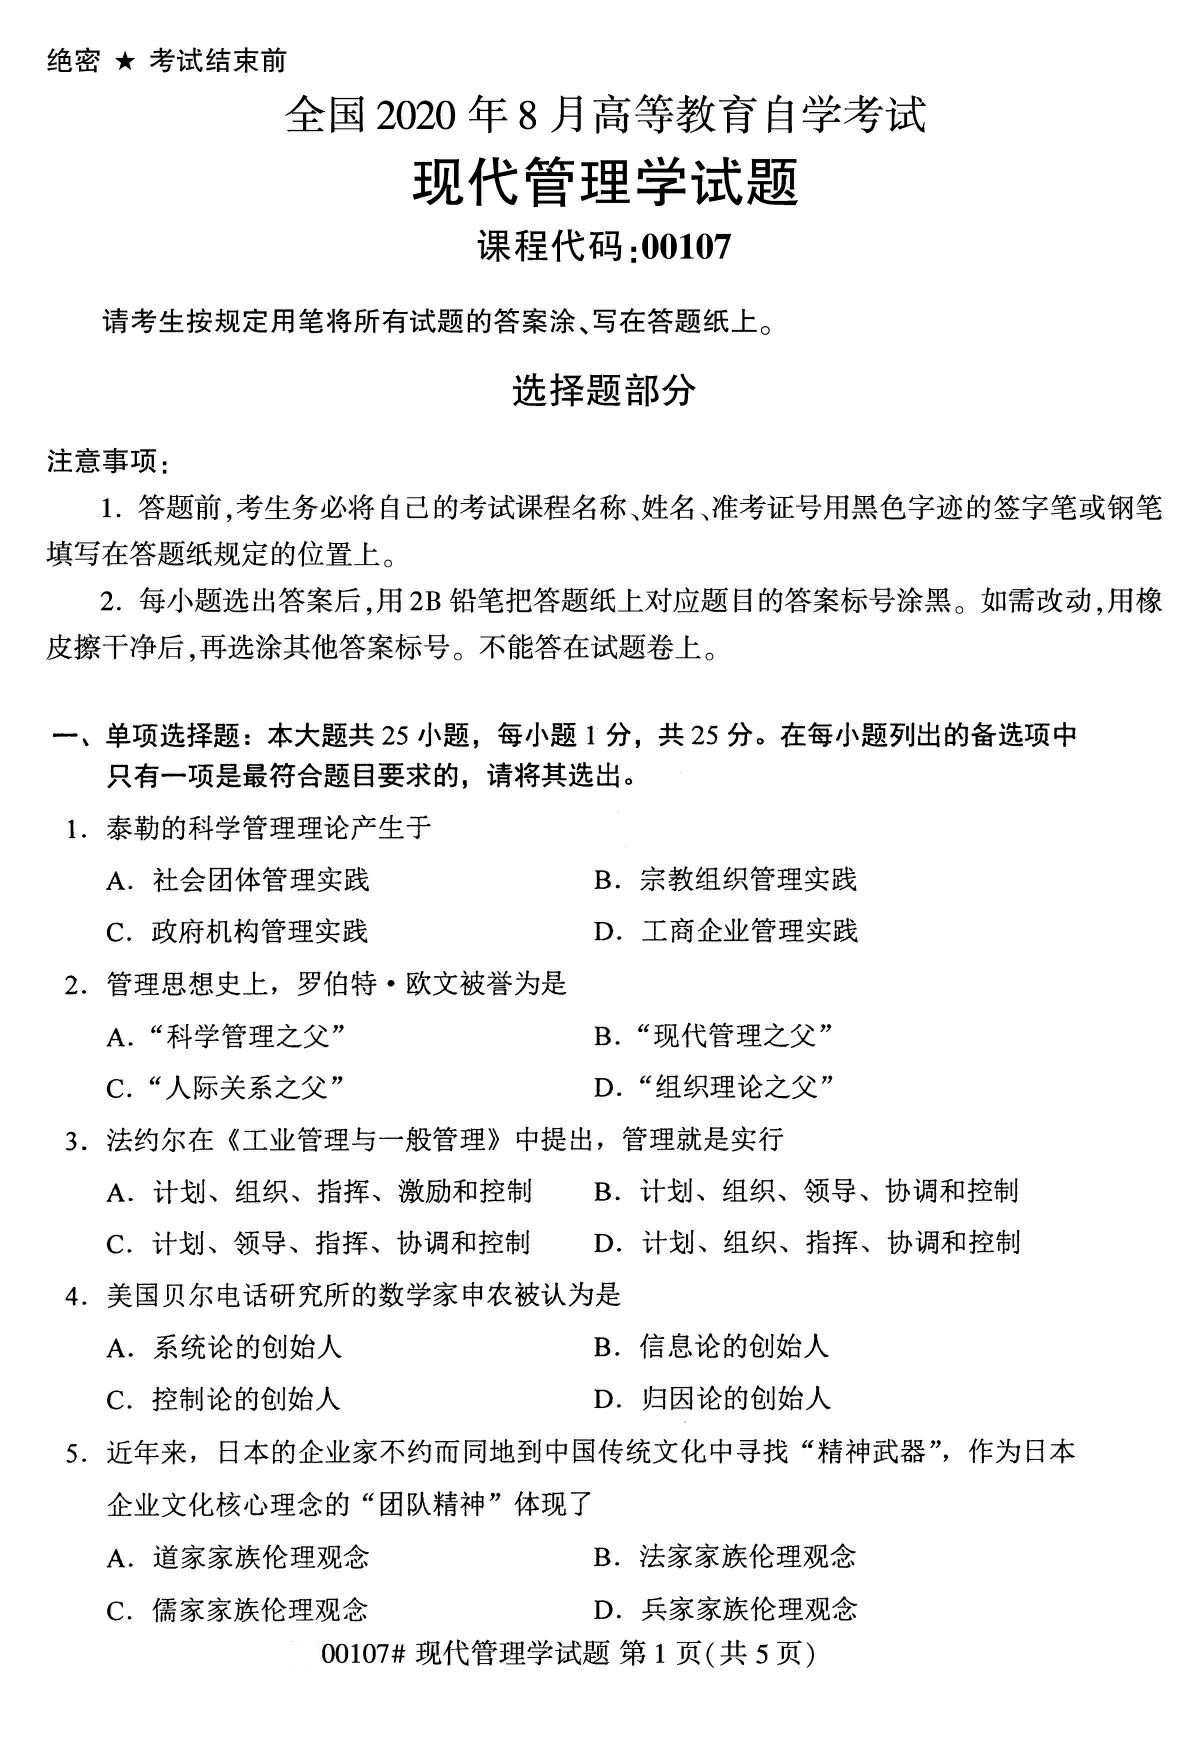 绝密 ★ 考试结束前
全国 2020 年 8 月高等教育自学考试
现代管理学试题
课程代码:00107
请考生按规定用笔将所有试题的答案涂、写在答题纸上。
选择题部分
注意事项:
1. 答题前,考生务必将自己的考试课程名称、姓名、准考证号用黑色字迹的签字笔或钢笔
填写在答题纸规定的位置上。
2. 每小题选出答案后,用 2B 铅笔把答题纸上对应题目的答案标号涂黑。如需改动,用橡
皮擦干净后,再选涂其他答案标号。不能答在试题卷上。
一、单项选择题：本大题共 25 小题，每小题 1 分，共 25 分。在每小题列出的备选项中
只有一项是最符合题目要求的，请将其选出。
1. 泰勒的科学管理理论产生于
A. 社会团体管理实践 B. 宗教组织管理实践
C. 政府机构管理实践 D. 工商企业管理实践
2. 管理思想史上，罗伯特·欧文被誉为是
A. “科学管理之父” B. “现代管理之父”
C. “人际关系之父” D. “组织理论之父”
3. 法约尔在《工业管理与一般管理》中提出，管理就是实行
A. 计划、组织、指挥、激励和控制 B. 计划、组织、领导、协调和控制
C. 计划、领导、指挥、协调和控制 D. 计划、组织、指挥、协调和控制
4. 美国贝尔电话研究所的数学家申农被认为是
A. 系统论的创始人 B. 信息论的创始人
C. 控制论的创始人 D. 归因论的创始人
5. 近年来，日本的企业家不约而同地到中国传统文化中寻找“精神武器”，作为日本
企业文化核心理念的“团队精神”体现了
A. 道家家族伦理观念 B. 法家家族伦理观念
C. 儒家家族伦理观念 D. 兵家家族伦理观念
00107# 现代管理学试题 第 1 页(共 5 页)